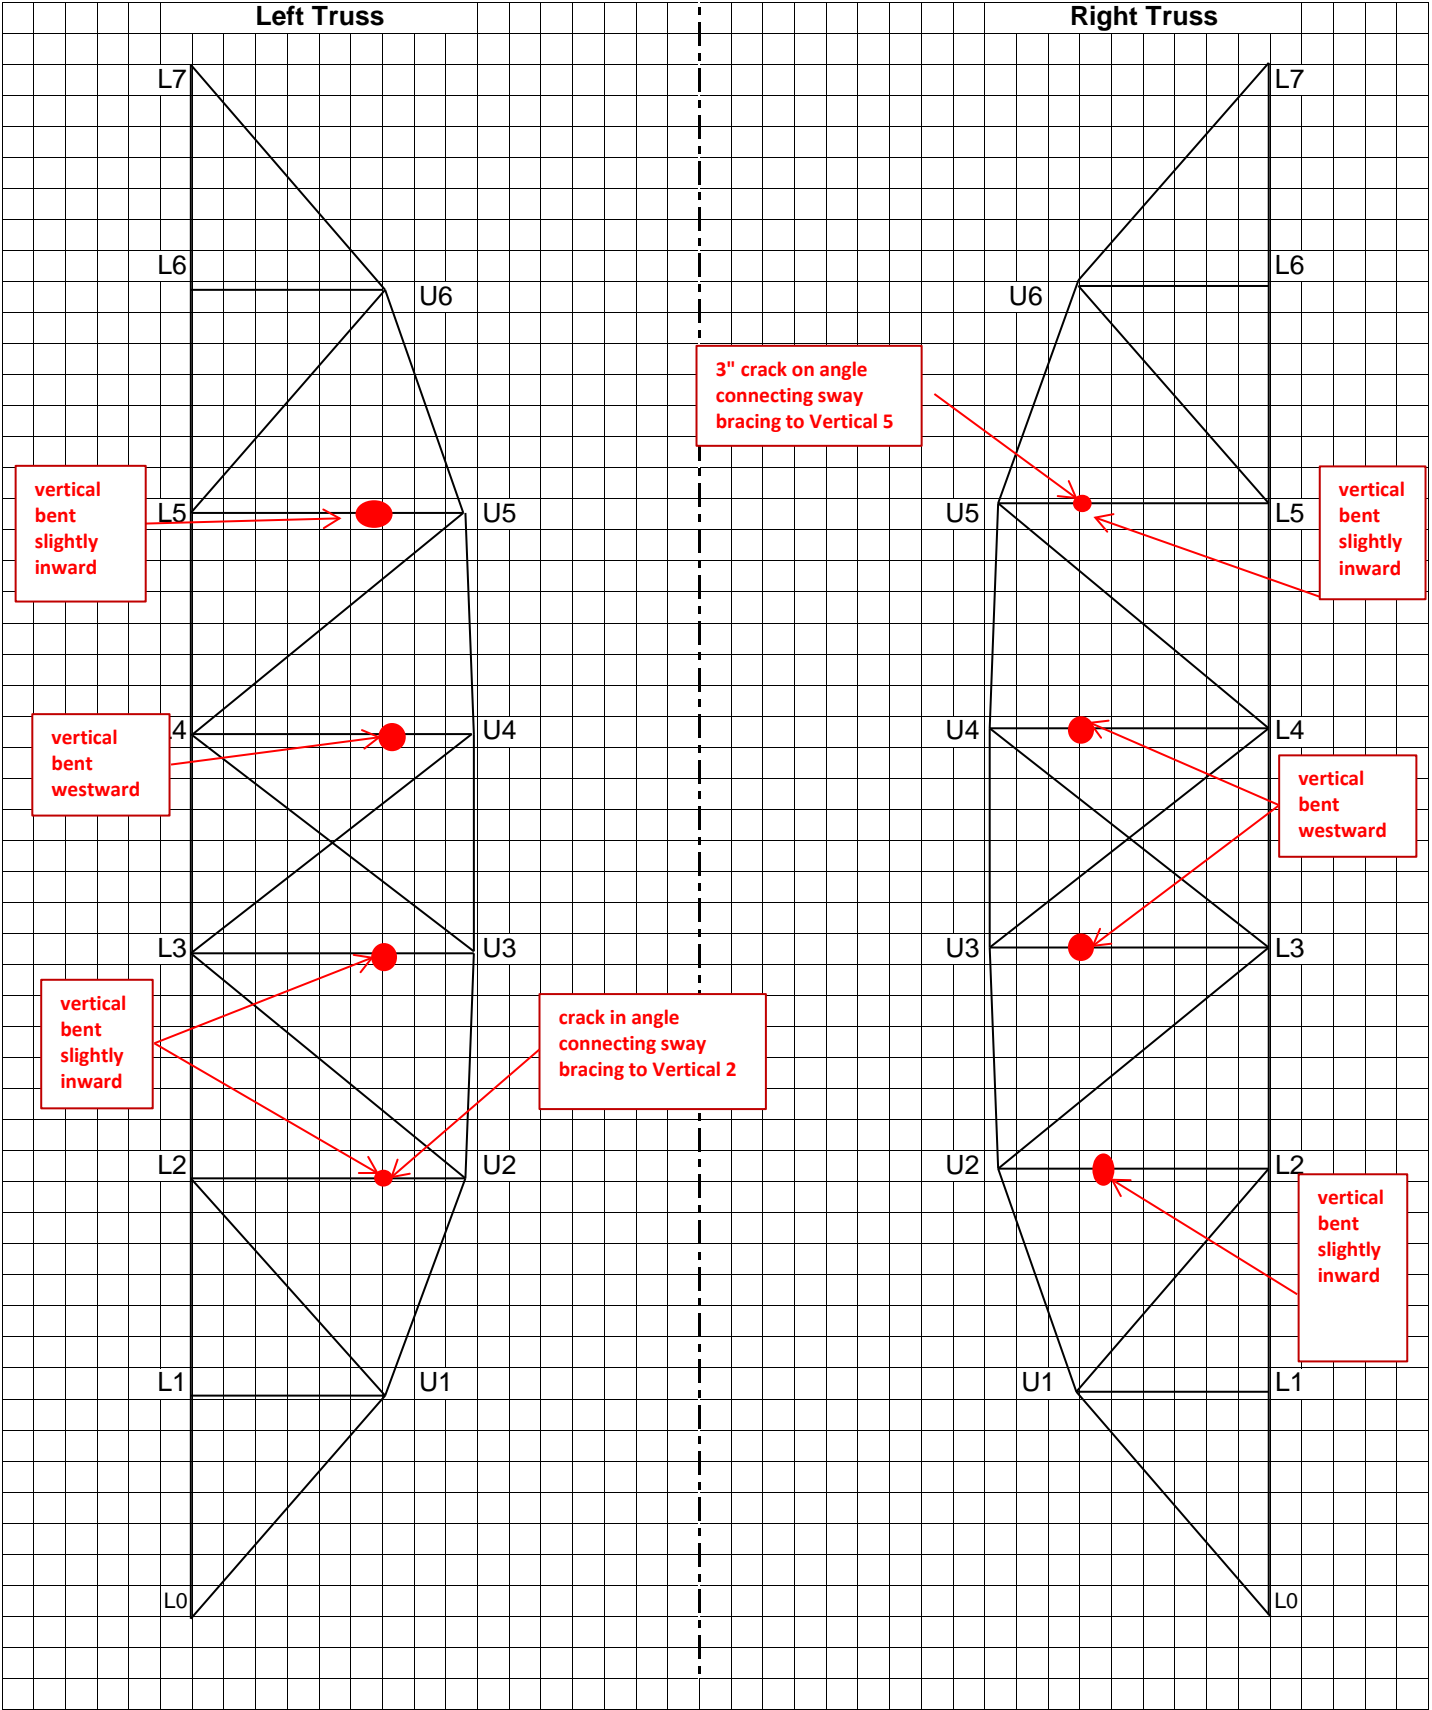 Left Truss
Right Truss
L7
L7
L6
L6
U6
U6
3" crack on angle
connecting sway
bracing to Vertical 5
vertical
bent
slightly
inward
vertical
bent
slightly
inward
L5
U5
U5
L5
4
U4
U4
L4
vertical
bent
westward
vertical
bent
westward
L3
U3
U3
L3
vertical
bent
slightly
inward
crack in angle
connecting sway
bracing to Vertical 2
L2
U2
U2
L2
vertical
bent
slightly
inward
L1
U1
U1
L1
L0
L0